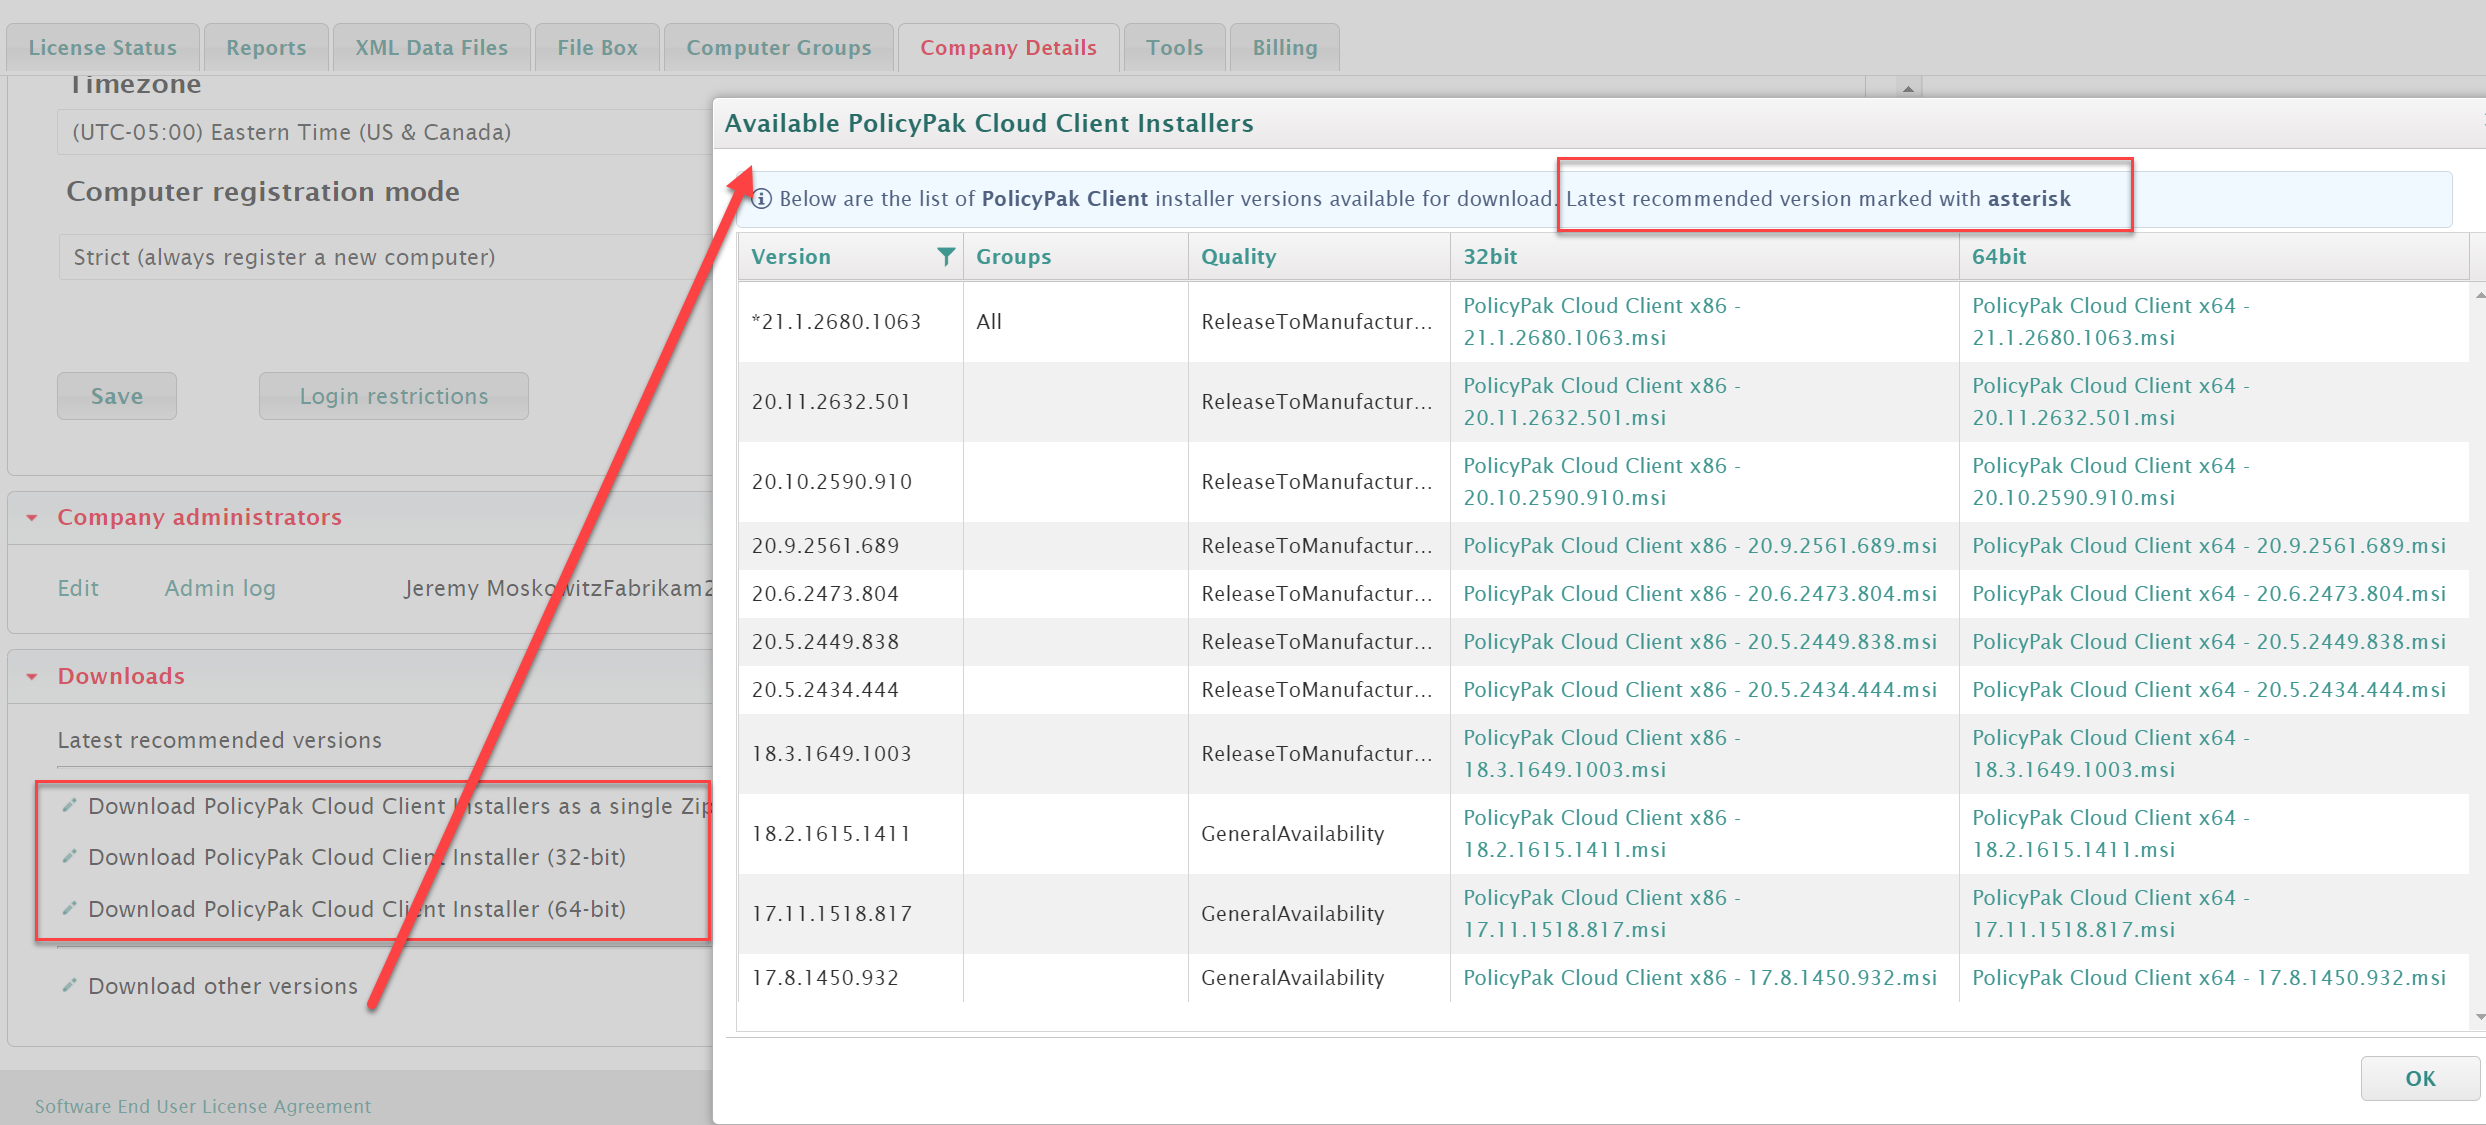 License Status
Reports
XML Data Files
File Box
Computer Groups
Company Details
Tools
Billing
Timezone
(UTC-05:00) Eastern Time (US & Canada)
Computer registration mode
Strict (always register a new computer)
Save
Login restrictions
Company administrators
Edit
Admin log
Jeremy MoskowitzFabrikam2
Downloads
Latest recommended versions
Download PolicyPak Cloud Client Installers as a single Zip
Download PolicyPak Cloud Client Installer (32-bit)
Download PolicyPak Cloud Client Installer (64-bit)
Download other versions
Software End User License Agreement
Available PolicyPak Cloud Client Installers
Below are the list of PolicyPak Client installer versions available for download. Latest recommended version marked with asterisk
Version Groups Quality 32bit 64bit
*21.1.2680.1063 All ReleaseToManufactur... PolicyPak Cloud Client x86 - PolicyPak Cloud Client x64 -
21.1.2680.1063.msi 21.1.2680.1063.msi
20.11.2632.501 ReleaseToManufactur... PolicyPak Cloud Client x86 - PolicyPak Cloud Client x64 -
20.11.2632.501.msi 20.11.2632.501.msi
20.10.2590.910 ReleaseToManufactur... PolicyPak Cloud Client x86 - PolicyPak Cloud Client x64 -
20.10.2590.910.msi 20.10.2590.910.msi
20.9.2561.689 ReleaseToManufactur... PolicyPak Cloud Client x86 - 20.9.2561.689.msi PolicyPak Cloud Client x64 - 20.9.2561.689.msi
20.6.2473.804 ReleaseToManufactur... PolicyPak Cloud Client x86 - 20.6.2473.804.msi PolicyPak Cloud Client x64 - 20.6.2473.804.msi
20.5.2449.838 ReleaseToManufactur... PolicyPak Cloud Client x86 - 20.5.2449.838.msi PolicyPak Cloud Client x64 - 20.5.2449.838.msi
20.5.2434.444 ReleaseToManufactur... PolicyPak Cloud Client x86 - 20.5.2434.444.msi PolicyPak Cloud Client x64 - 20.5.2434.444.msi
18.3.1649.1003 ReleaseToManufactur... PolicyPak Cloud Client x86 - PolicyPak Cloud Client x64 -
18.3.1649.1003.msi 18.3.1649.1003.msi
18.2.1615.1411 GeneralAvailability PolicyPak Cloud Client x86 - PolicyPak Cloud Client x64 -
18.2.1615.1411.msi 18.2.1615.1411.msi
17.11.1518.817 GeneralAvailability PolicyPak Cloud Client x86 - PolicyPak Cloud Client x64 -
17.11.1518.817.msi 17.11.1518.817.msi
17.8.1450.932 GeneralAvailability PolicyPak Cloud Client x86 - 17.8.1450.932.msi PolicyPak Cloud Client x64 - 17.8.1450.932.msi
OK